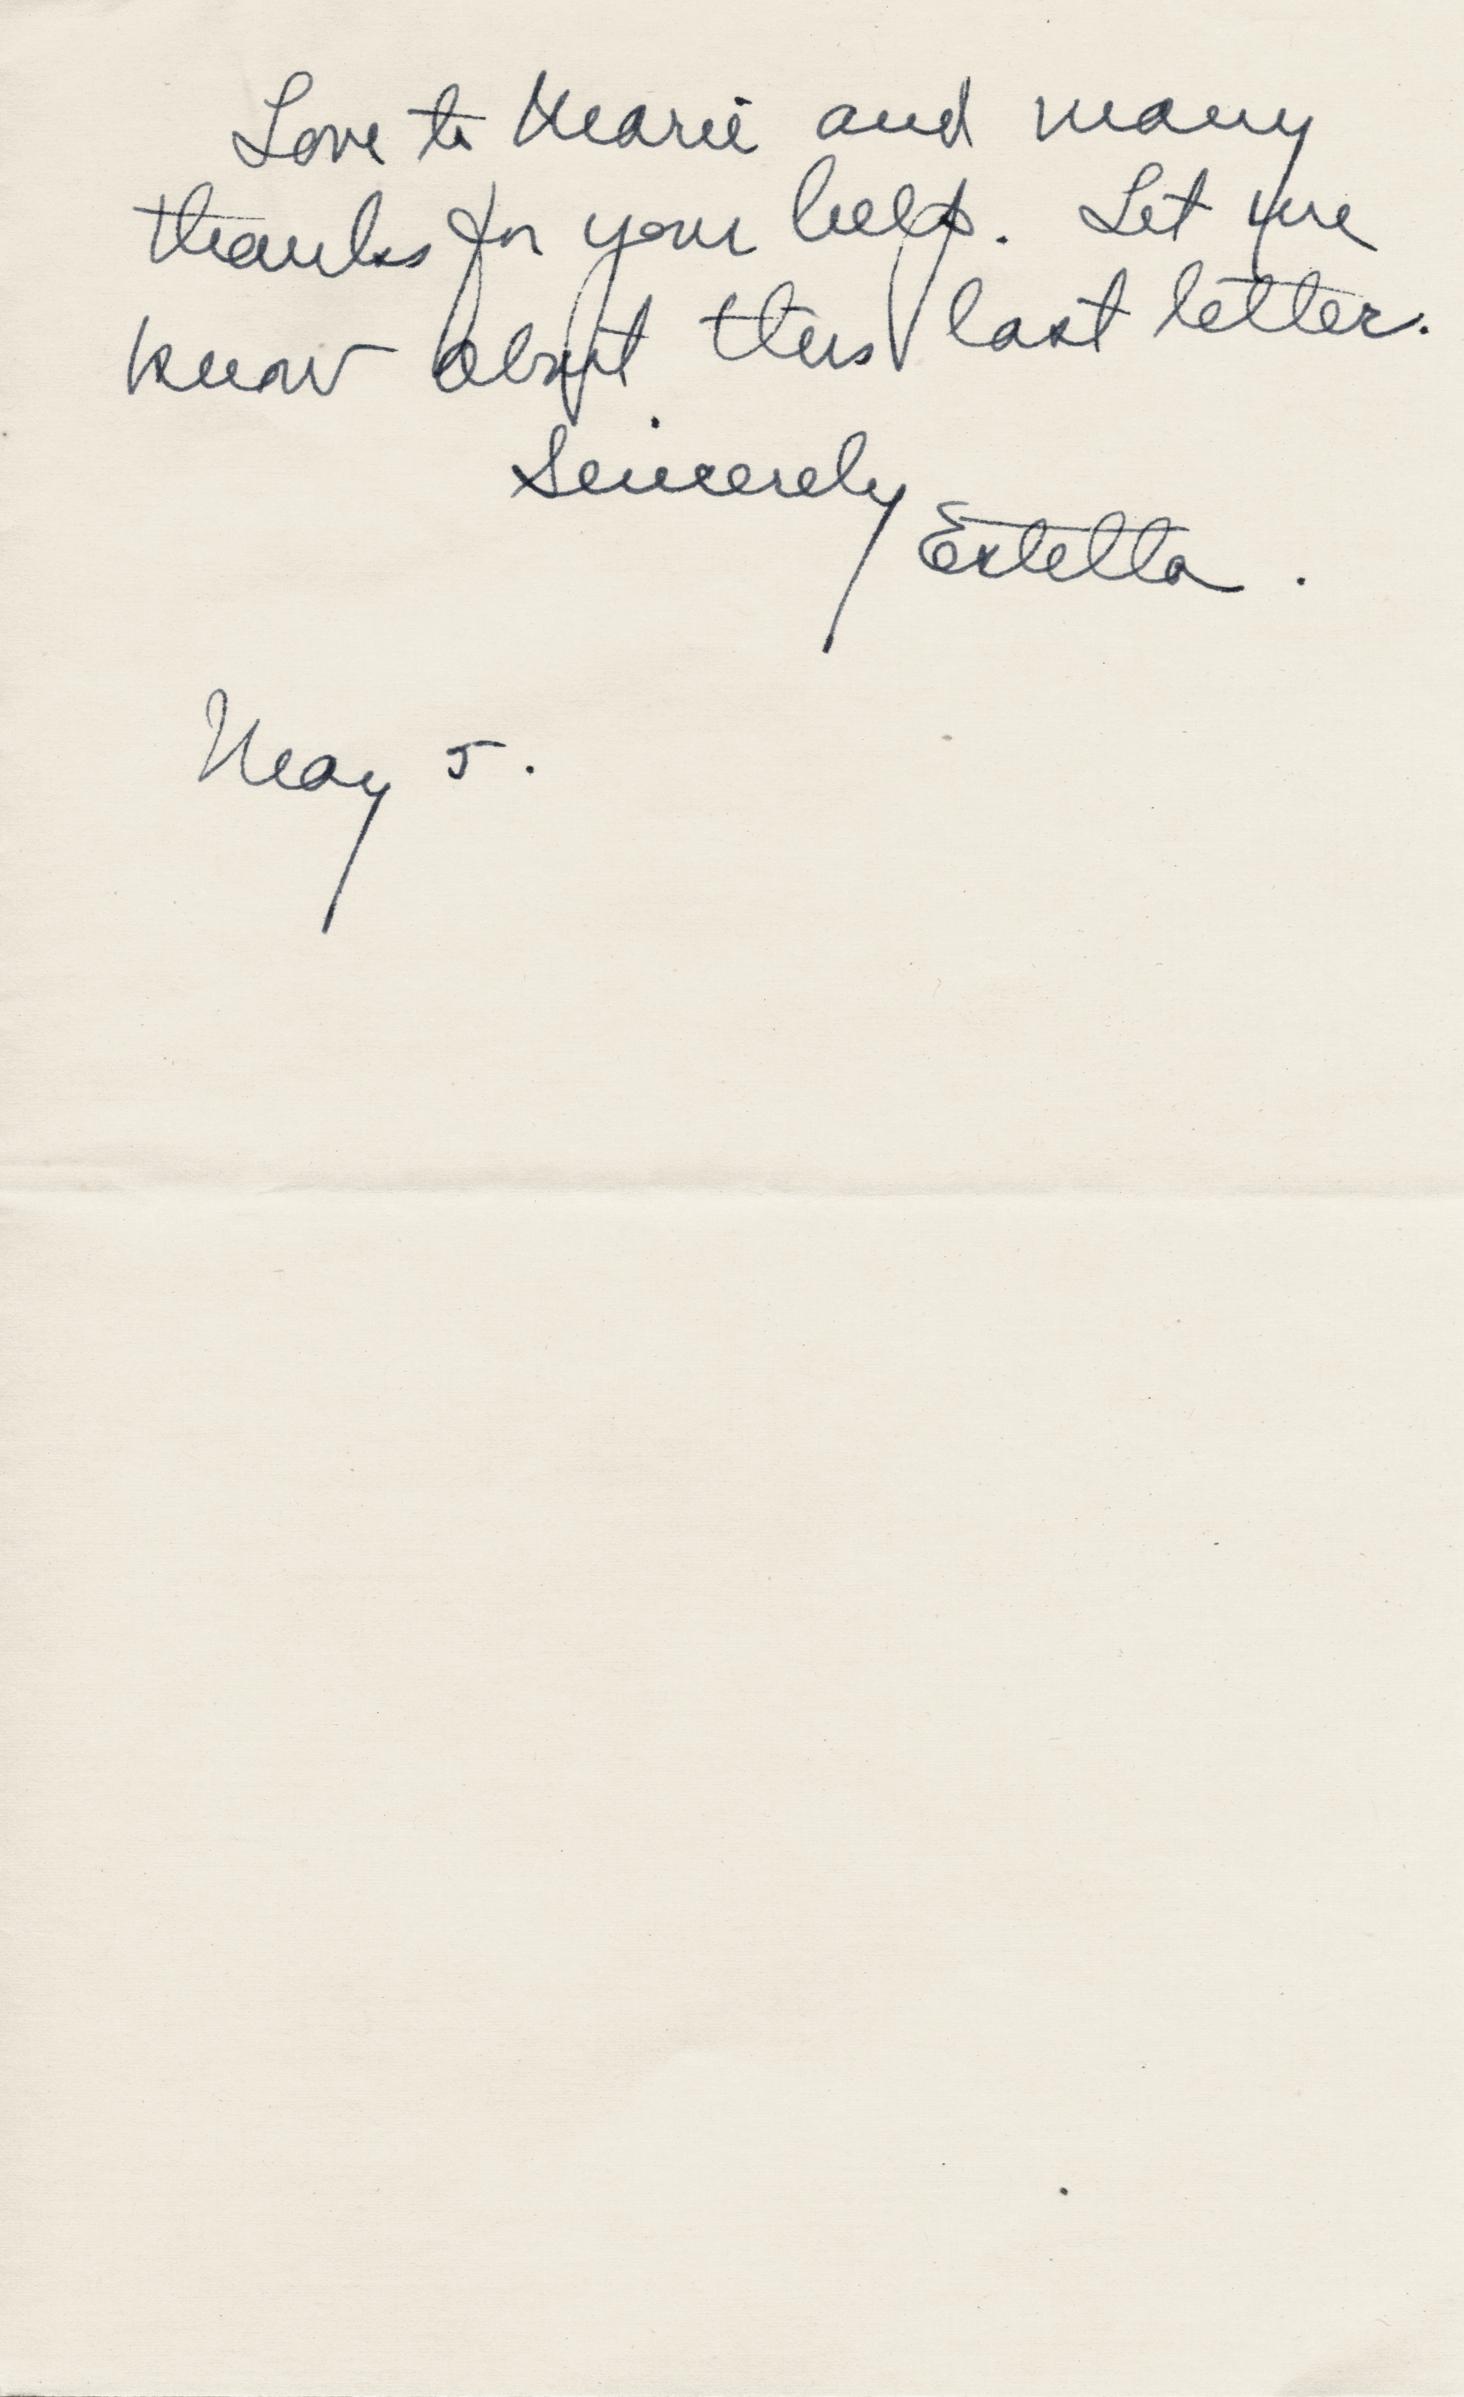 Love to Marie and many
thanks for your help. Let me
know about this last letter.
Sincerely
Estetta.
May 5.